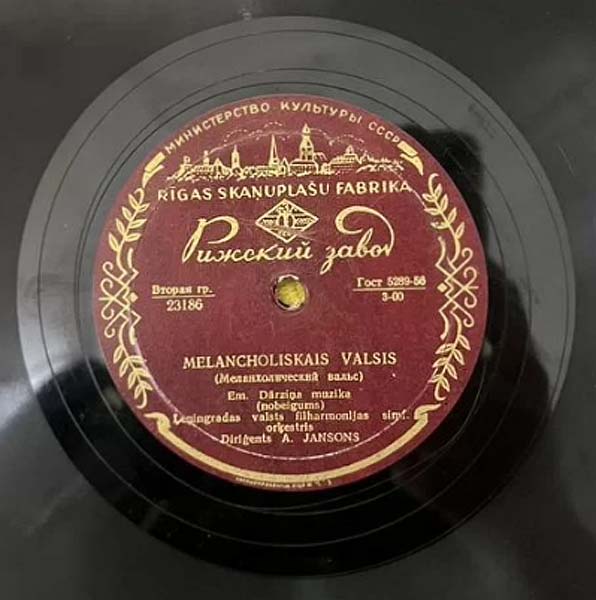 МИНИСТЕРСТВО КУЛЬТУРЫ СССР
RĪGAS SKAŅUPLAŠU FABRIKA
Рижский завод
Вторая гр.
23186
Гост 5289-56
3-00
MELANCHOLISKAIS VALSIS
(Меланхолический вальс)
Em. Dārziņa muzika
(nobeigums)
Ļeningradas valsts filharmonijas simf.
orķestris
Diriģents A. JANSONS